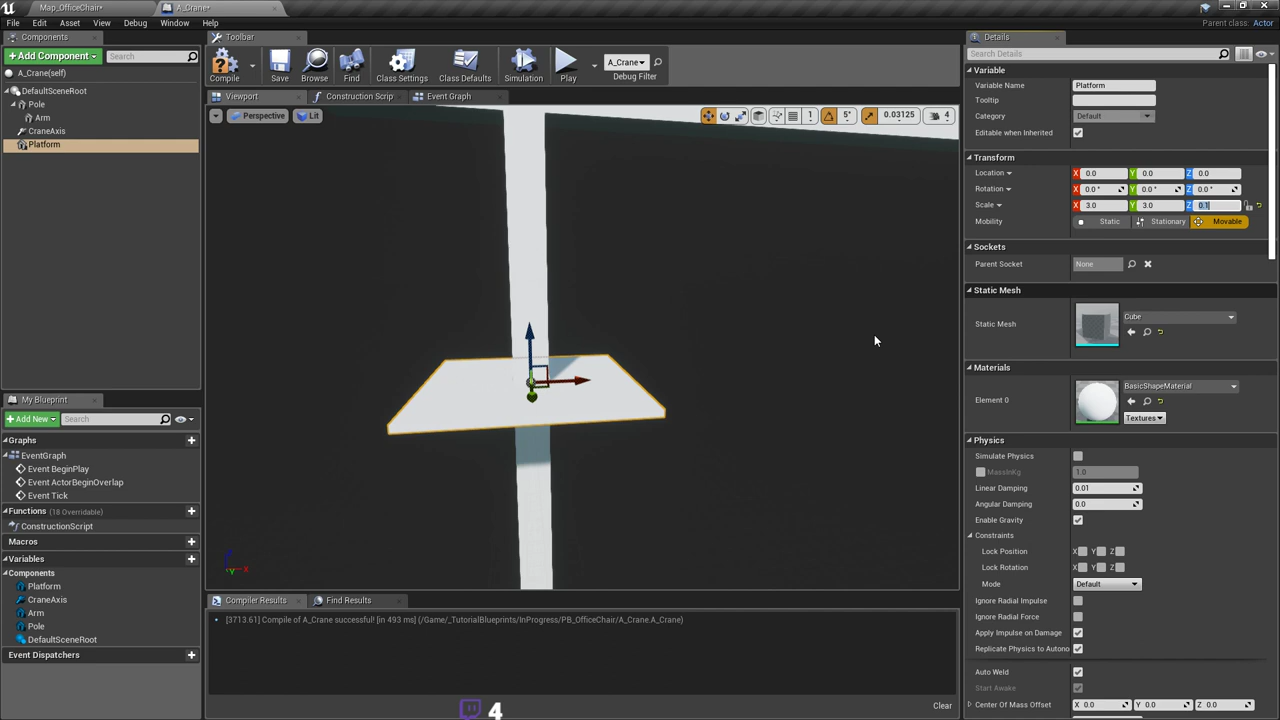 Map_OfficeChair*
A_Crane*
File Edit Asset View Debug Window Help
Parent class: Actor
Components
Toolbar
Details
Add Component
Search
Compile
Save
Browse
Find
Class Settings
Class Defaults
Simulation
Play
A_Crane
Debug Filter
Search Details
A_Crane(self)
DefaultSceneRoot
Pole
Arm
CraneAxis
Platform
Viewport
Construction Scrip
Event Graph
Perspective
Lit
1
5°
0.03125
4
Variable
Variable Name
Platform
Tooltip
Category
Default
Editable when Inherited
Transform
Location
X 0.0 Y 0.0 Z 0.0
Rotation
X 0.0 ° Y 0.0 ° Z 0.0 °
Scale
X 3.0 Y 3.0 Z 0.1
Mobility
Static
Stationary
Movable
Sockets
Parent Socket
None
Static Mesh
Static Mesh
Cube
Materials
Element 0
BasicShapeMaterial
Textures
Physics
Simulate Physics
MassInKg
1.0
Linear Damping
0.01
Angular Damping
0.0
Enable Gravity
Constraints
Lock Position
X Y Z
Lock Rotation
X Y Z
Mode
Default
Ignore Radial Impulse
Ignore Radial Force
Apply Impulse on Damage
Replicate Physics to Autono
Auto Weld
Start Awake
Center Of Mass Offset
X 0.0 Y 0.0 Z 0.0
My Blueprint
Add New
Search
Graphs
EventGraph
Event BeginPlay
Event ActorBeginOverlap
Event Tick
Functions (18 Overridable)
ConstructionScript
Macros
Variables
Components
Platform
CraneAxis
Arm
Pole
DefaultSceneRoot
Event Dispatchers
Z
X
Y
Compiler Results
Find Results
[3713.61] Compile of A_Crane successful! [in 493 ms] (/Game/_TutorialBlueprints/InProgress/PB_OfficeChair/A_Crane.A_Crane)
Clear
4